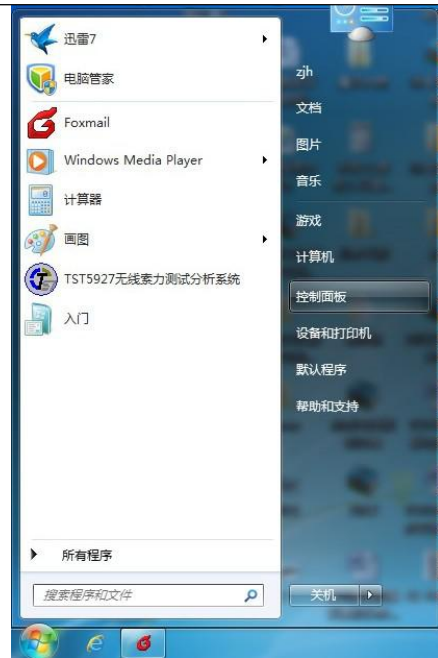 迅雷7
电脑管家
Foxmail
Windows Media Player
计算器
画图
TST5927无线索力测试分析系统
入门
所有程序
搜索程序和文件
zjh
文档
图片
音乐
游戏
计算机
控制面板
设备和打印机
默认程序
帮助和支持
关机